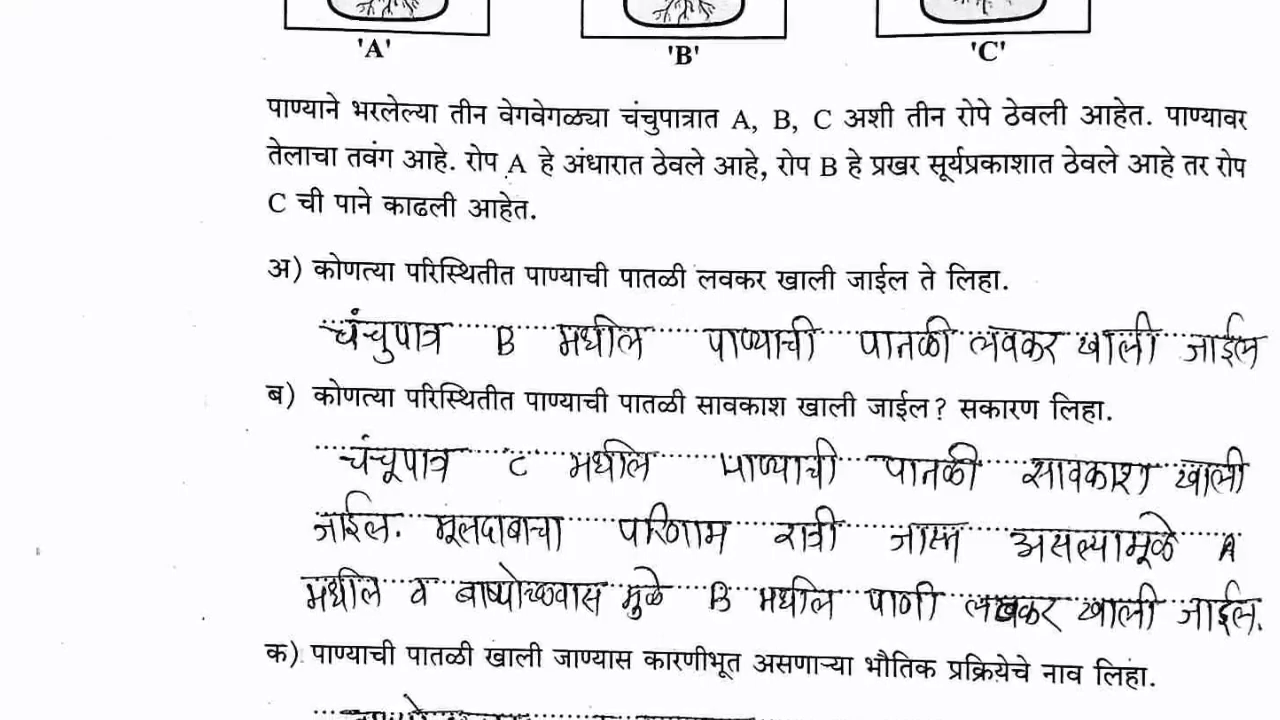 'A' 'B' 'C'
पाण्याने भरलेल्या तीन वेगवेगळ्या चंचुपात्रात A, B, C अशी तीन रोपे ठेवली आहेत. पाण्यावर
तेलाचा तवंग आहे. रोप A हे अंधारात ठेवले आहे, रोप B हे प्रखर सूर्यप्रकाशात ठेवले आहे तर रोप
C ची पाने काढली आहेत.
अ) कोणत्या परिस्थितीत पाण्याची पातळी लवकर खाली जाईल ते लिहा.
चंचुपात्र B मधील पाण्याची पातळी लवकर खाली जाईल
ब) कोणत्या परिस्थितीत पाण्याची पातळी सावकाश खाली जाईल? सकारण लिहा.
चंचूपात्र C मधील पाण्याची पातळी सावकाश खाली
जाईल. मूलदाबाचा परिणाम रात्री जास्त असल्यामूळे A
मधील व बाष्पोच्छवास मुळे B मधील पाणी लवकर खाली जाईल.
क) पाण्याची पातळी खाली जाण्यास कारणीभूत असणाऱ्या भौतिक प्रक्रियेचे नाव लिहा.